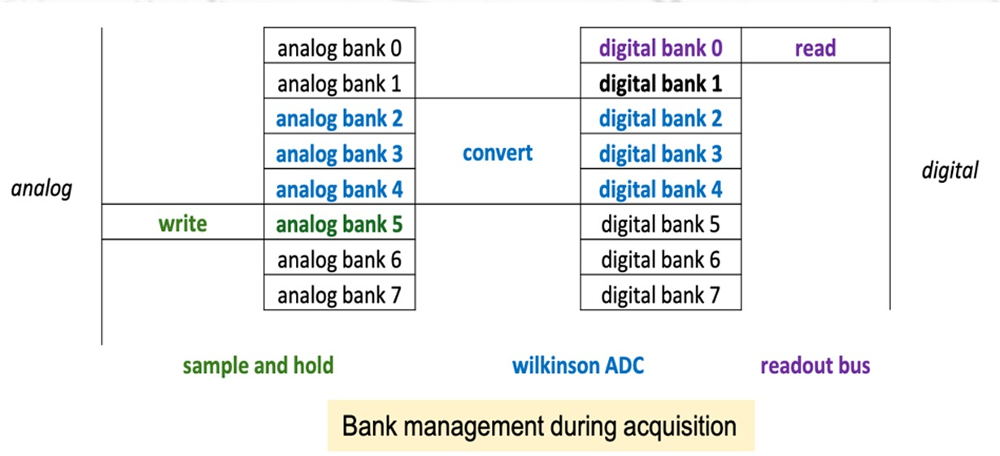 analog bank 0 digital bank 0 read
analog bank 1 digital bank 1
analog bank 2 digital bank 2
analog bank 3 convert digital bank 3
analog analog bank 4 digital bank 4 digital
write analog bank 5 digital bank 5
analog bank 6 digital bank 6
analog bank 7 digital bank 7
sample and hold wilkinson ADC readout bus
Bank management during acquisition